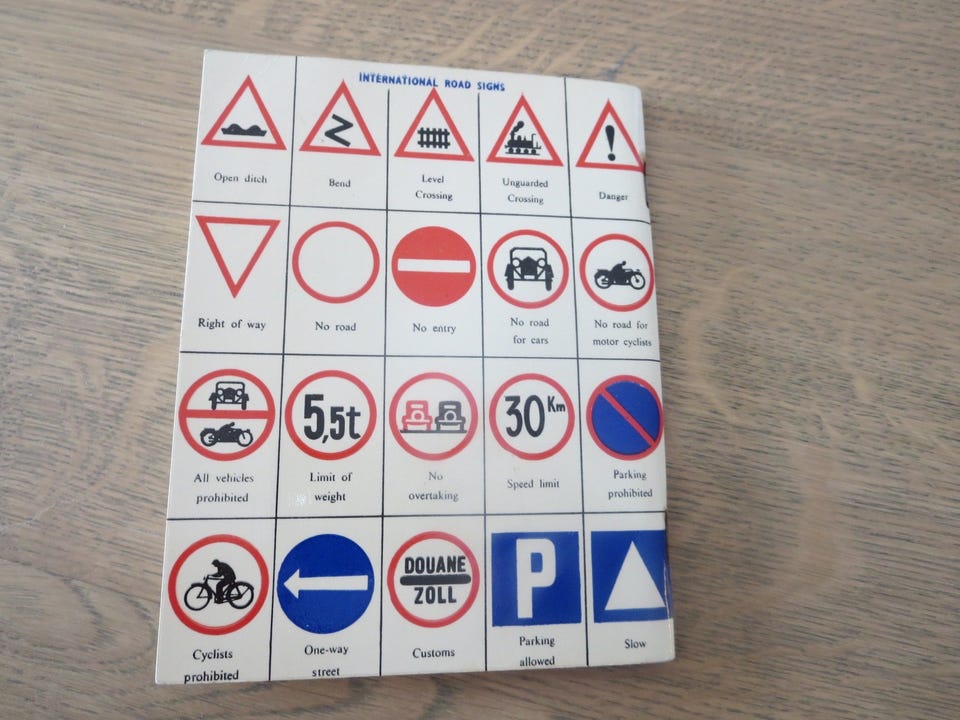 INTERNATIONAL ROAD SIGNS
Open ditch
Bend
Level
Crossing
Unguarded
Crossing
Danger
Right of way
No road
No entry
No road
for cars
No road for
motor cyclists
5,5t
30 Km
All vehicles
prohibited
Limit of
weight
No
overtaking
Speed limit
Parking
prohibited
DOUANE
ZOLL
P
Cyclists
prohibited
One-way
street
Customs
Parking
allowed
Slow